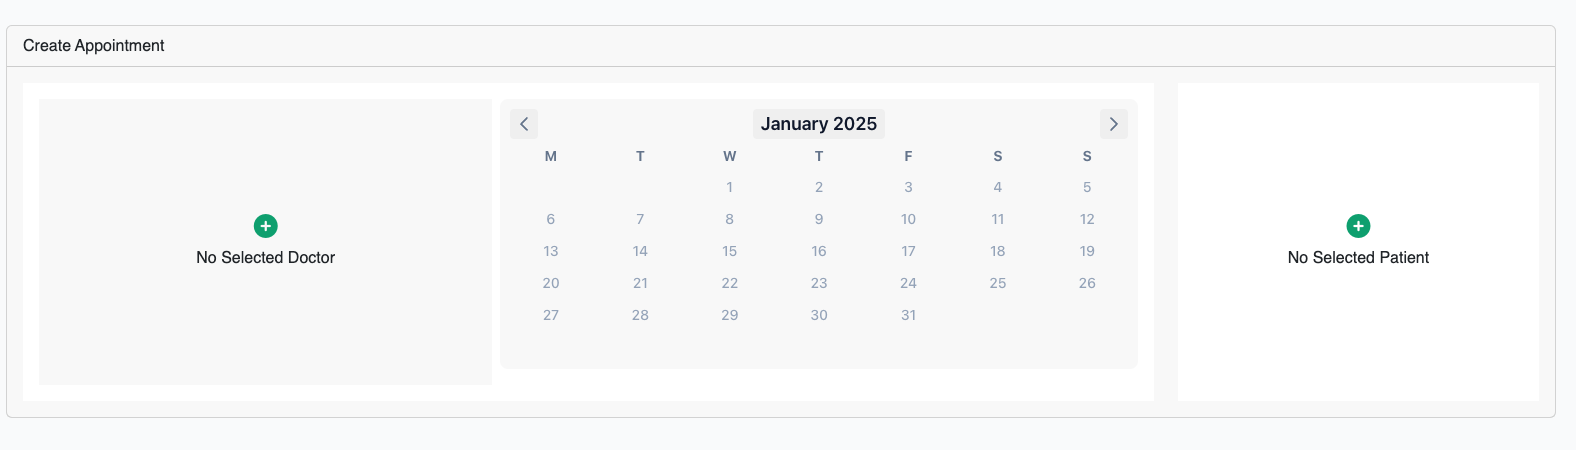 Create Appointment
No Selected Doctor
January 2025
M T W T F S S
1 2 3 4 5
6 7 8 9 10 11 12
13 14 15 16 17 18 19
20 21 22 23 24 25 26
27 28 29 30 31
No Selected Patient